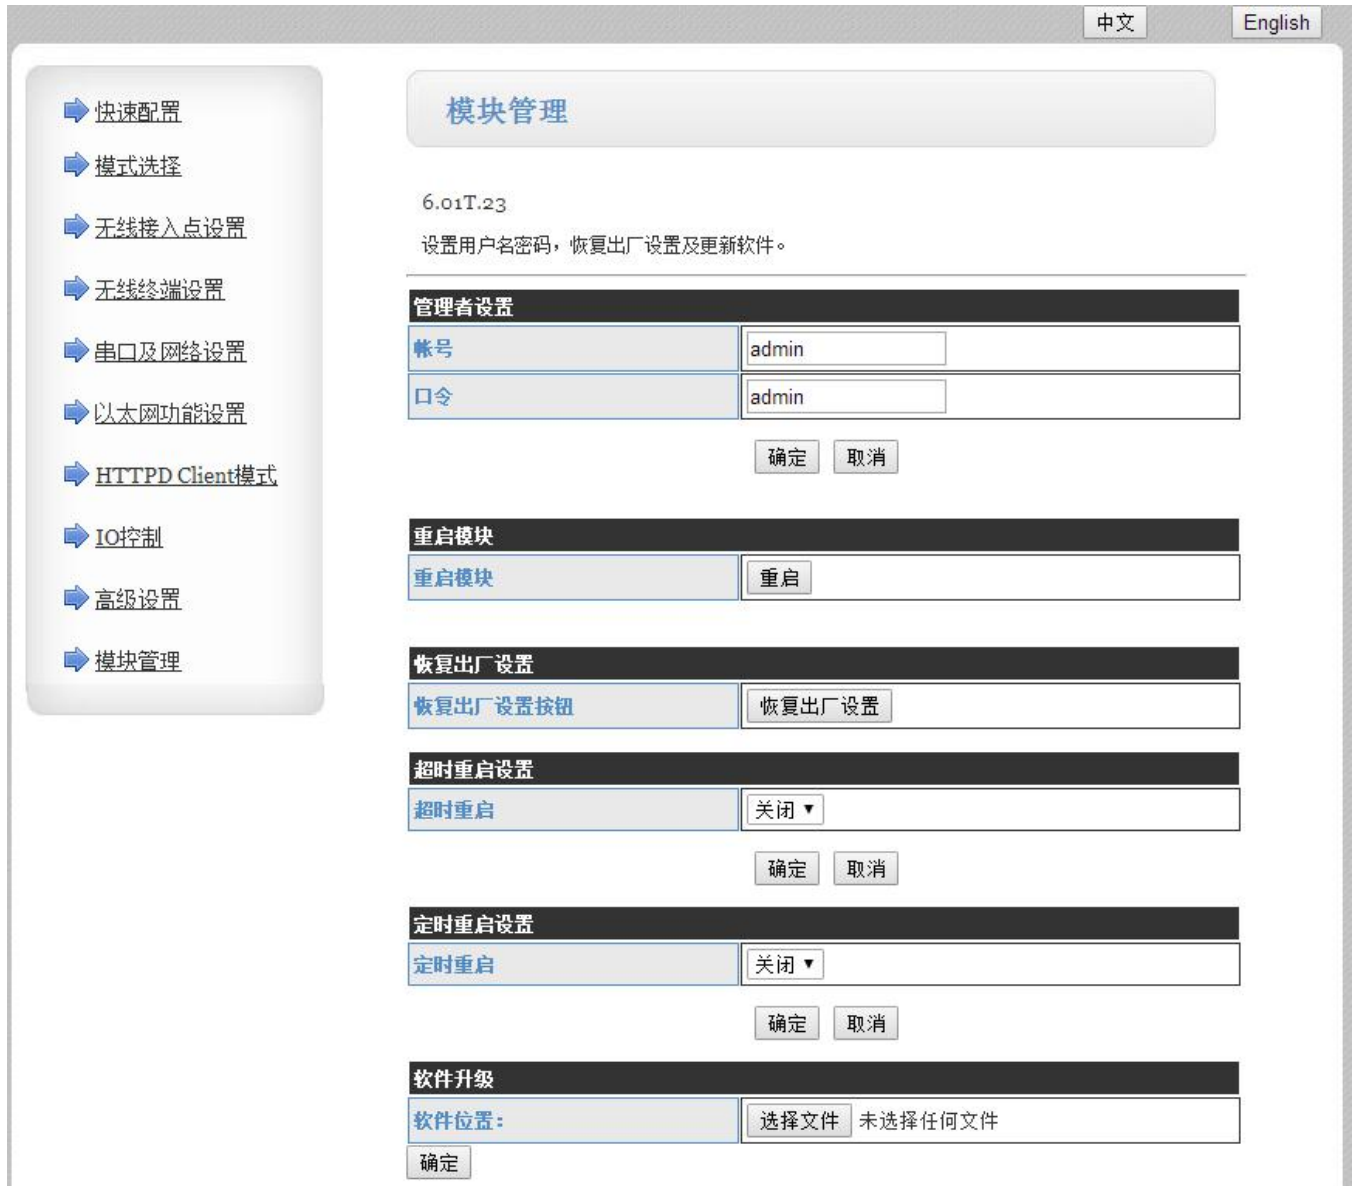 中文
English
快速配置
模式选择
无线接入点设置
无线终端设置
串口及网络设置
以太网功能设置
HTTPD Client模式
IO控制
高级设置
模块管理
模块管理
6.01T.23
设置用户名密码，恢复出厂设置及更新软件。
管理者设置
帐号 admin
口令 admin
确定 取消
重启模块
重启模块 重启
恢复出厂设置
恢复出厂设置按钮 恢复出厂设置
超时重启设置
超时重启 关闭
确定 取消
定时重启设置
定时重启 关闭
确定 取消
软件升级
软件位置: 选择文件 未选择任何文件
确定